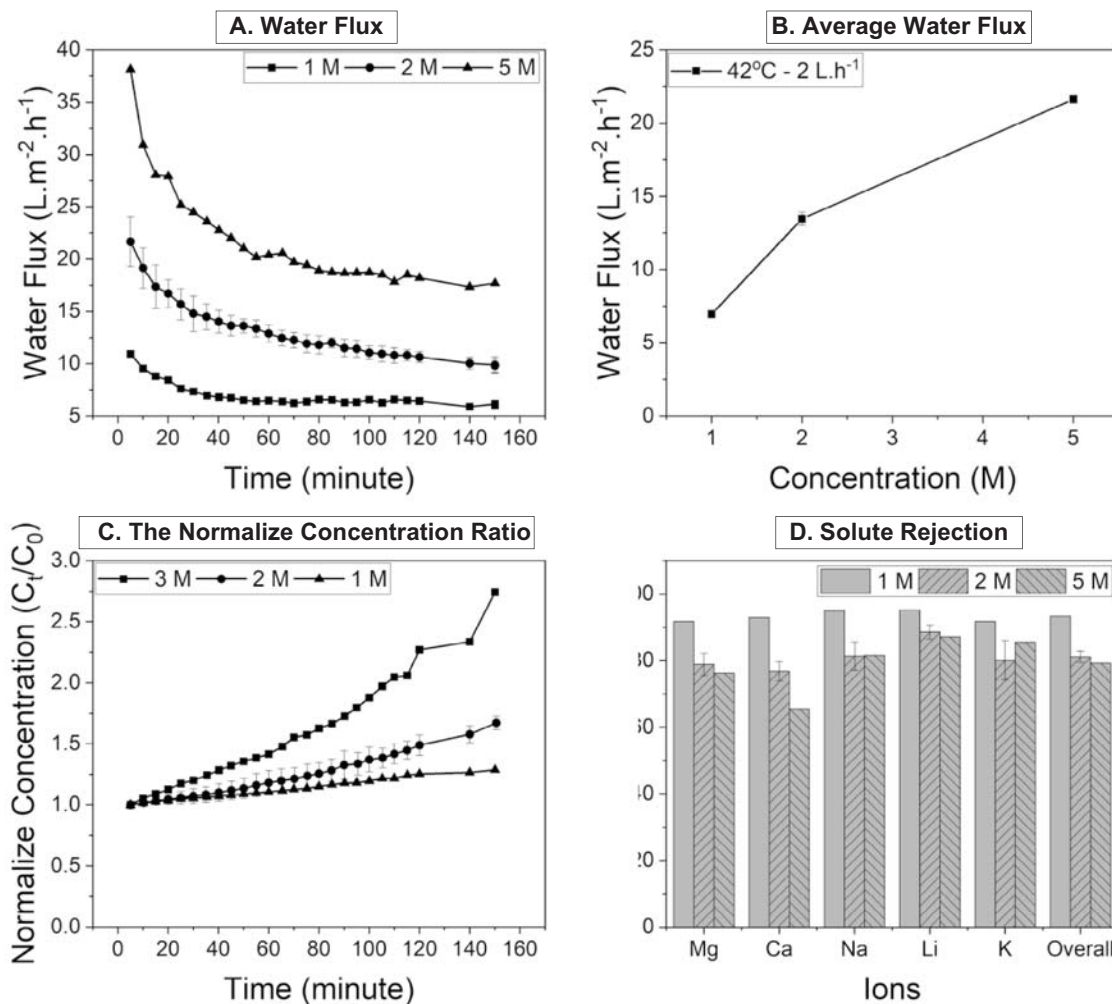 A. Water Flux
Water Flux (L.m⁻².h⁻¹)
40
35
30
25
20
15
10
5
1 M 2 M 5 M
0 20 40 60 80 100 120 140 160
Time (minute)
B. Average Water Flux
Water Flux (L.m⁻².h⁻¹)
25
20
15
10
5
0
42°C - 2 L.h⁻¹
1 2 3 4 5
Concentration (M)
C. The Normalize Concentration Ratio
Normalize Concentration (Cₜ/C₀)
3.0
2.5
2.0
1.5
1.0
0.5
0.0
3 M 2 M 1 M
0 20 40 60 80 100 120 140 160
Time (minute)
D. Solute Rejection
1 M 2 M 5 M
00
80
60
40
20
0
Mg Ca Na Li K Overall
Ions